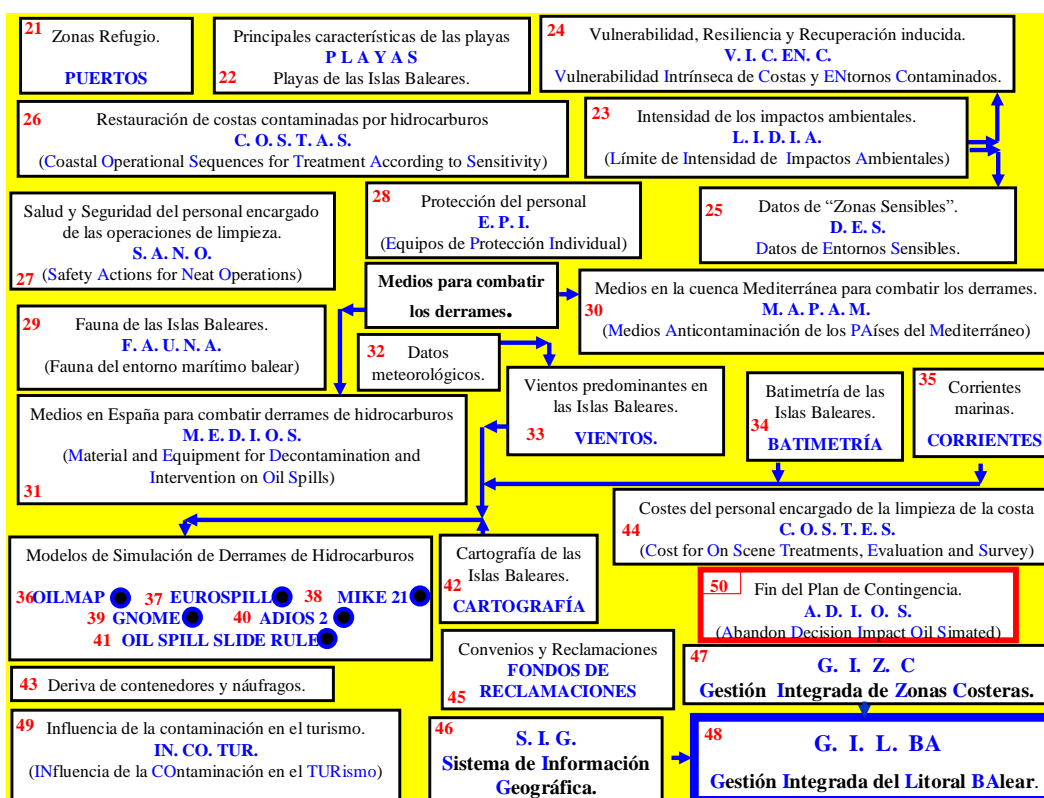 21 Zonas Refugio.
PUERTOS
Principales características de las playas
P L A Y A S
22 Playas de las Islas Baleares.
24 Vulnerabilidad, Resiliencia y Recuperación inducida.
V. I. C. EN. C.
Vulnerabilidad Intrínseca de Costas y ENtornos Contaminados.
26 Restauración de costas contaminadas por hidrocarburos
C. O. S. T. A. S.
(Coastal Operational Sequences for Treatment According to Sensitivity)
23 Intensidad de los impactos ambientales.
L. I. D. I. A.
(Límite de Intensidad de Impactos Ambientales)
Salud y Seguridad del personal encargado
de las operaciones de limpieza.
S. A. N. O.
27 (Safety Actions for Neat Operations)
28 Protección del personal
E. P. I.
(Equipos de Protección Individual)
25 Datos de “Zonas Sensibles”.
D. E. S.
Datos de Entornos Sensibles.
Medios para combatir
los derrames.
Medios en la cuenca Mediterránea para combatir los derrames.
30 M. A. P. A. M.
(Medios Anticontaminación de los PAíses del Mediterráneo)
29 Fauna de las Islas Baleares.
F. A. U. N. A.
(Fauna del entorno marítimo balear)
32 Datos
meteorológicos.
Vientos predominantes en
las Islas Baleares.
33 VIENTOS.
Batimetría de las
Islas Baleares.
34
BATIMETRÍA
35 Corrientes
marinas.
CORRIENTES
Medios en España para combatir derrames de hidrocarburos
M. E. D. I. O. S.
(Material and Equipment for Decontamination and
Intervention on Oil Spills)
31
Costes del personal encargado de la limpieza de la costa
44 C. O. S. T. E. S.
(Cost for On Scene Treatments, Evaluation and Survey)
Modelos de Simulación de Derrames de Hidrocarburos
36 OILMAP 37 EUROSPILL 38 MIKE 21
39 GNOME 40 ADIOS 2
41 OIL SPILL SLIDE RULE
Cartografía de las
42 Islas Baleares.
CARTOGRAFÍA
50 Fin del Plan de Contingencia.
A. D. I. O. S.
(Abandon Decision Impact Oil Simated)
Convenios y Reclamaciones
FONDOS DE
45 RECLAMACIONES
47 G. I. Z. C
Gestión Integrada de Zonas Costeras.
43 Deriva de contenedores y náufragos.
49 Influencia de la contaminación en el turismo.
IN. CO. TUR.
(INfluencia de la COntaminación en el TURismo)
46 S. I. G.
Sistema de Información
Geográfica.
48 G. I. L. BA
Gestión Integrada del Litoral BAlear.